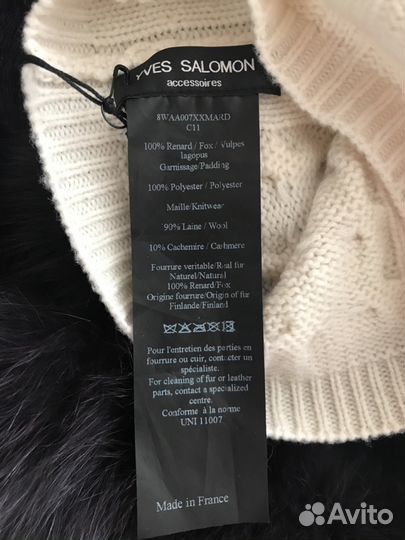 YVES SALOMON
accessoires
8WAA007XXMARD
C11
100% Renard / Fox / Vulpes
lagopus
Garnissage/Padding
100% Polyester / Polyester
Maille/Knitwear
90% Laine / Wool
10% Cachemire / Cashmere
Fourrure veritable/Real fur
Naturel/Natural
100% Renard/Fox
Origine fourrure/Origin of fur
Finlande/Finland
Pour l'entretien des parties en
fourrure ou cuir, contacter un
spécialiste.
For cleaning of fur or leather
parts, contact a specialized
centre.
Conforme à la norme
UNI 11007
Made in France
Avito